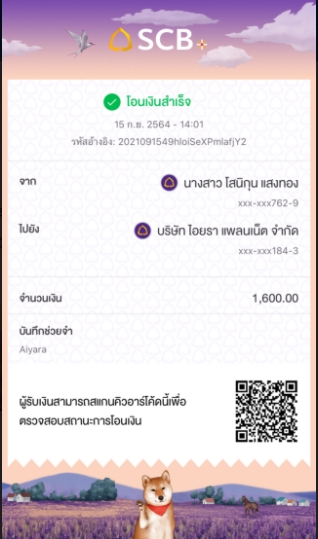 SCB
โอนเงินสำเร็จ
15 ก.ย. 2564 - 14:01
รหัสอ้างอิง: 2021091549hloiSeXPmlafjY2
จาก
นางสาว โสนิกุน แสงทอง
xxx-xxx762-9
ไปยัง
บริษัท ไอยรา แพลนเน็ต จำกัด
xxx-xxx184-3
จำนวนเงิน 1,600.00
บันทึกช่วยจำ
Aiyara
ผู้รับเงินสามารถสแกนคิวอาร์โค้ดนี้เพื่อ
ตรวจสอบสถานะการโอนเงิน